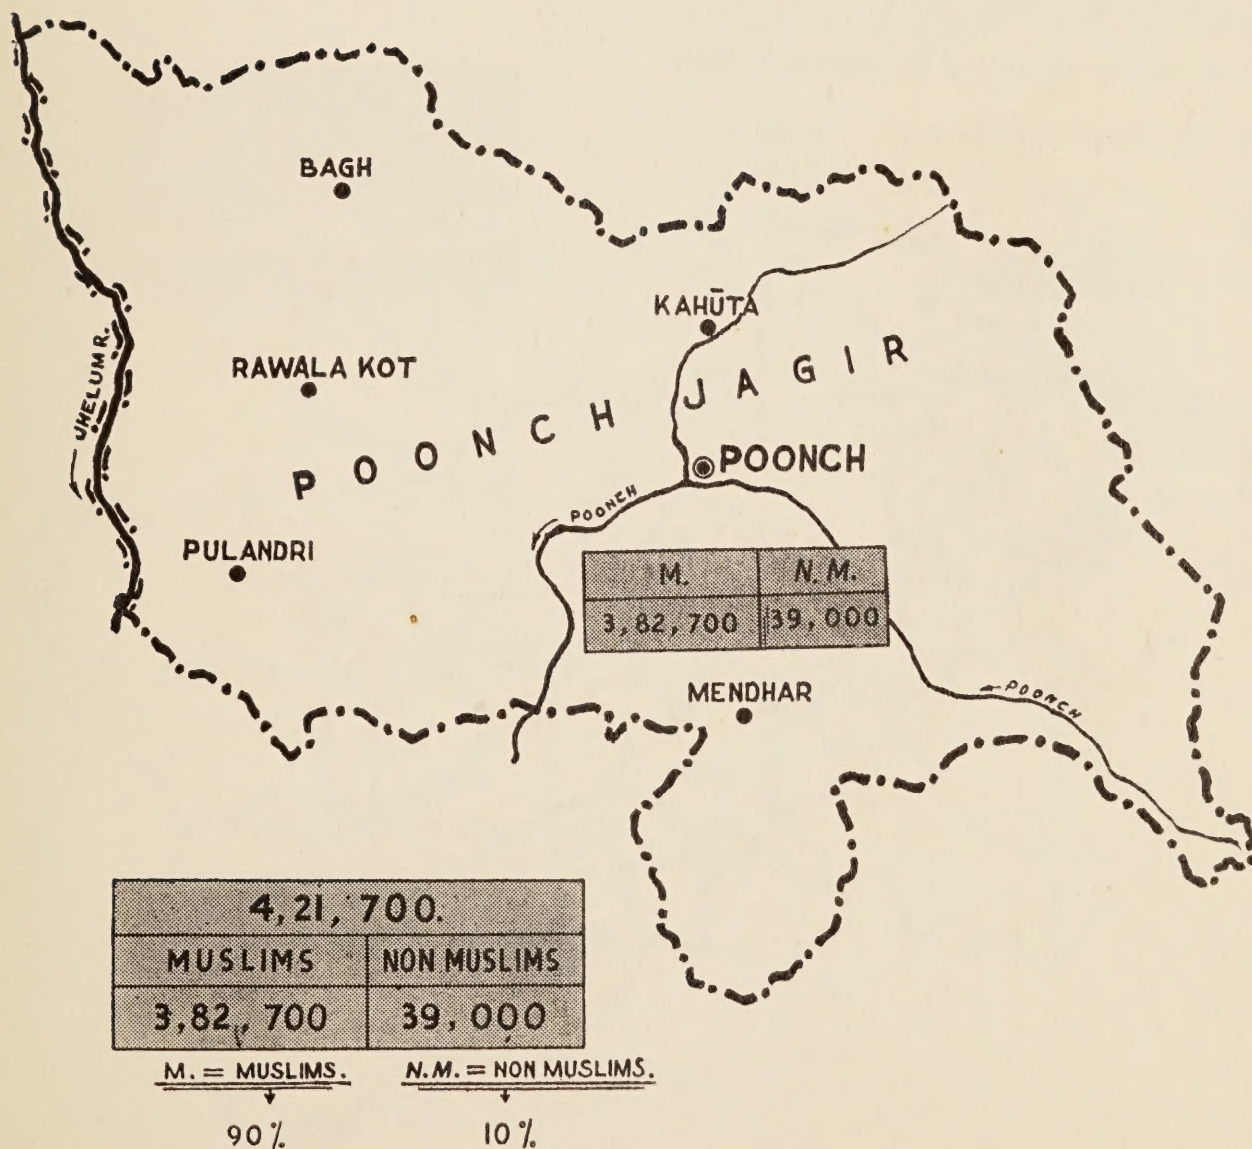 BAGH
KAHŪTA
JHELUM R.
RAWALA KOT
POONCH JAGIR
POONCH
POONCH
PULANDRI
M. N.M.
3,82,700 39,000
MENDHAR
POONCH
4,21,700.
MUSLIMS NON MUSLIMS
3,82,700 39,000
M. = MUSLIMS. N.M. = NON MUSLIMS.
90% 10%